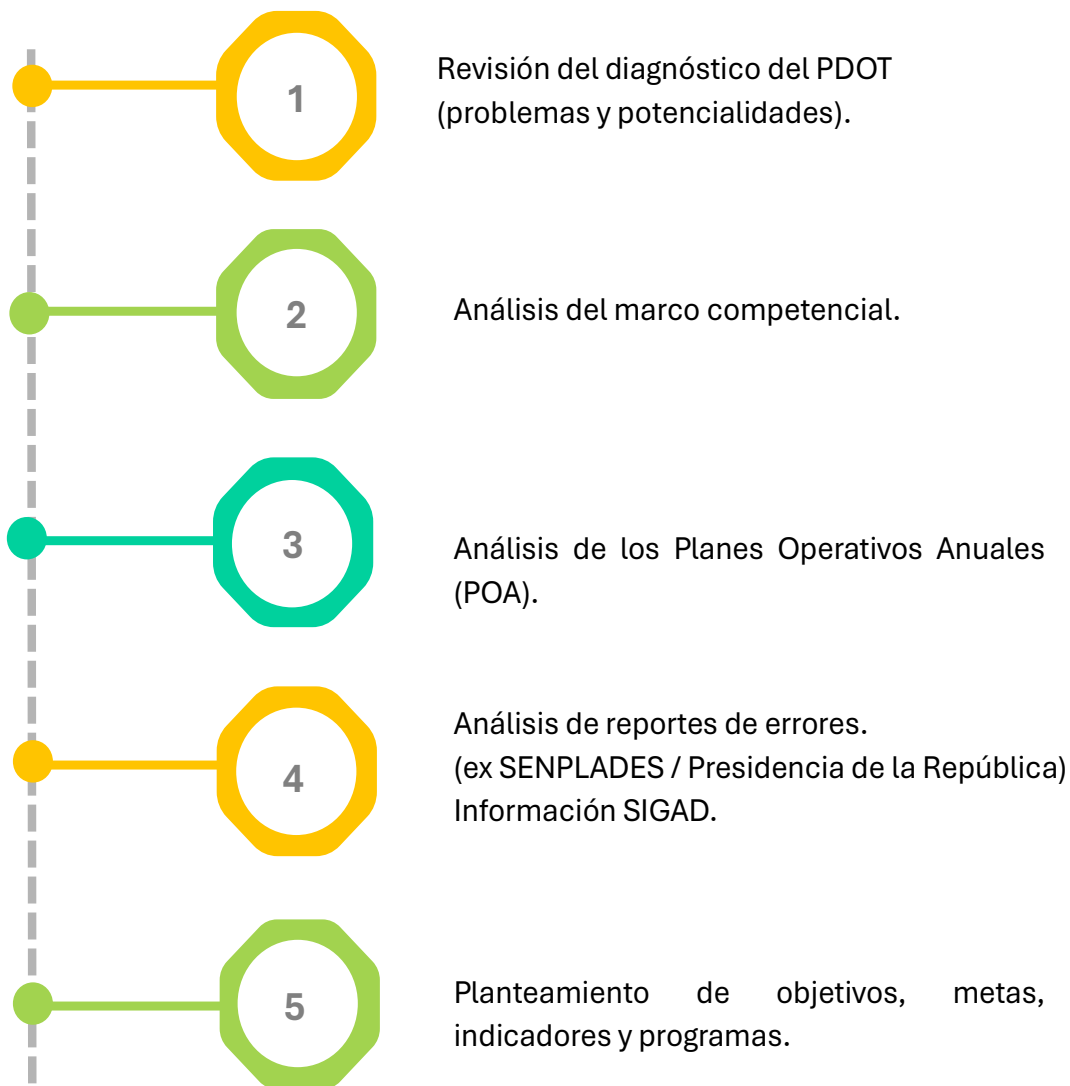 1
Revisión del diagnóstico del PDOT
(problemas y potencialidades).
2
Análisis del marco competencial.
3
Análisis de los Planes Operativos Anuales
(POA).
4
Análisis de reportes de errores.
(ex SENPLADES / Presidencia de la República)
Información SIGAD.
5
Planteamiento de objetivos, metas,
indicadores y programas.